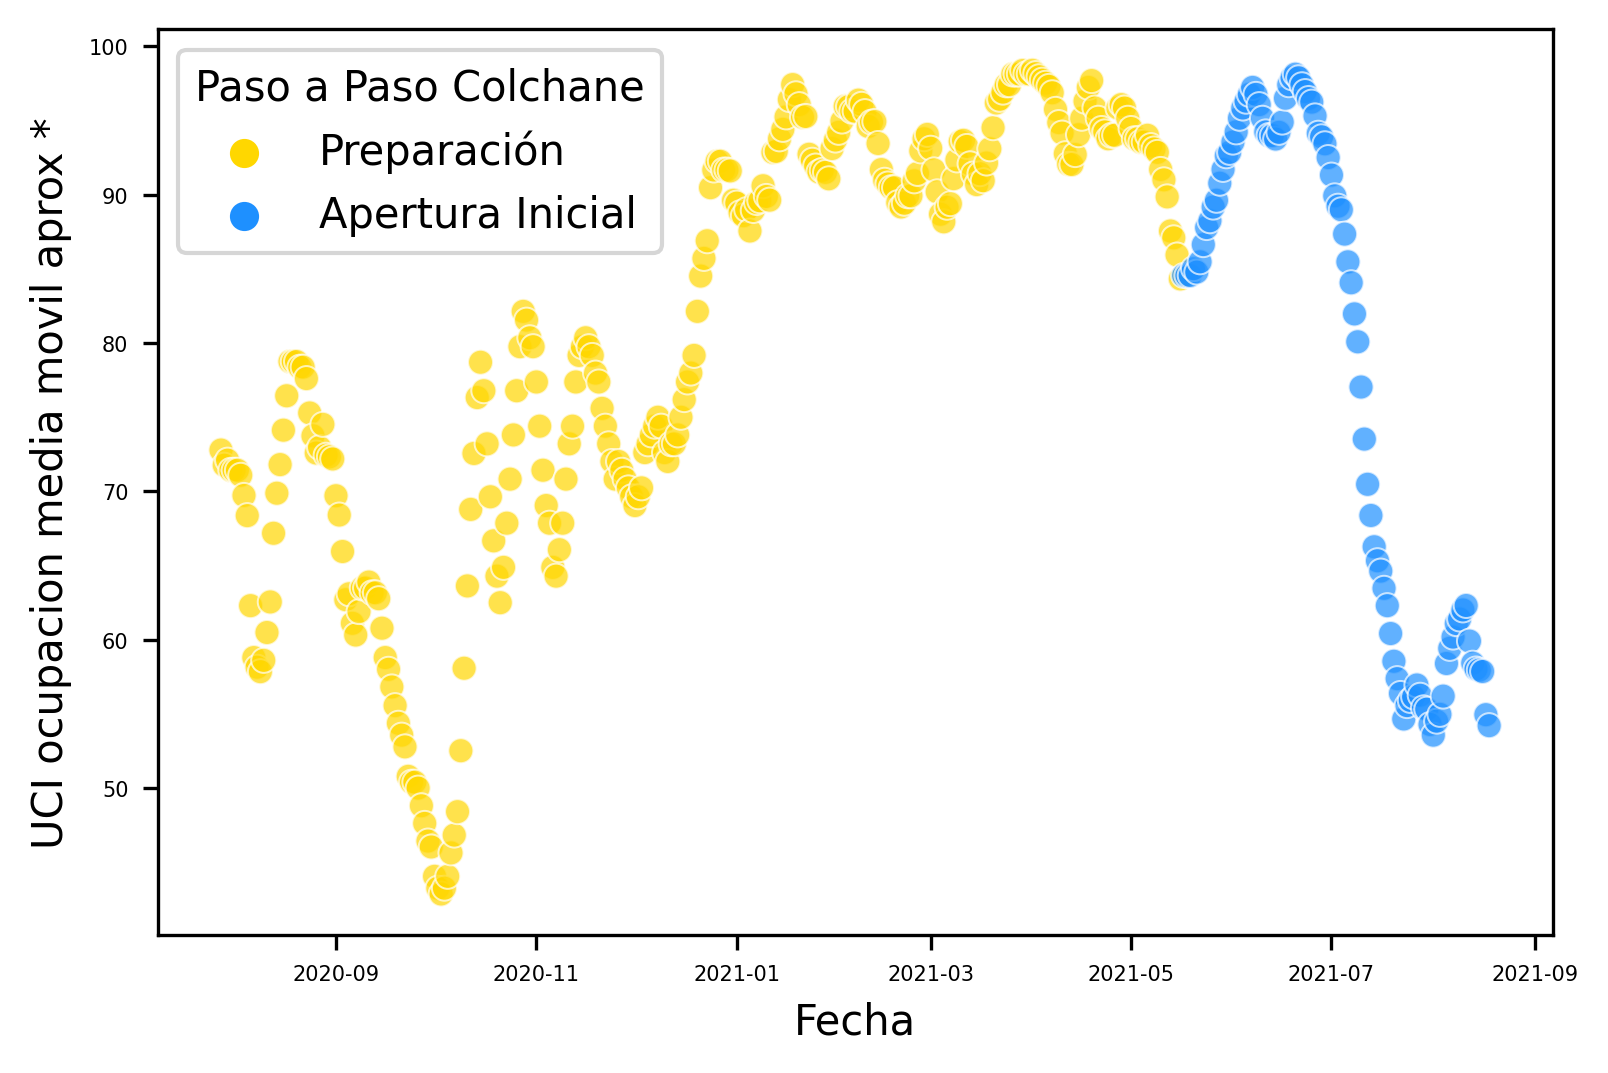 Paso a Paso Colchane
Preparación
Apertura Inicial
UCI ocupacion media movil aprox *
100
90
80
70
60
50
2020-09
2020-11
2021-01
2021-03
2021-05
2021-07
2021-09
Fecha